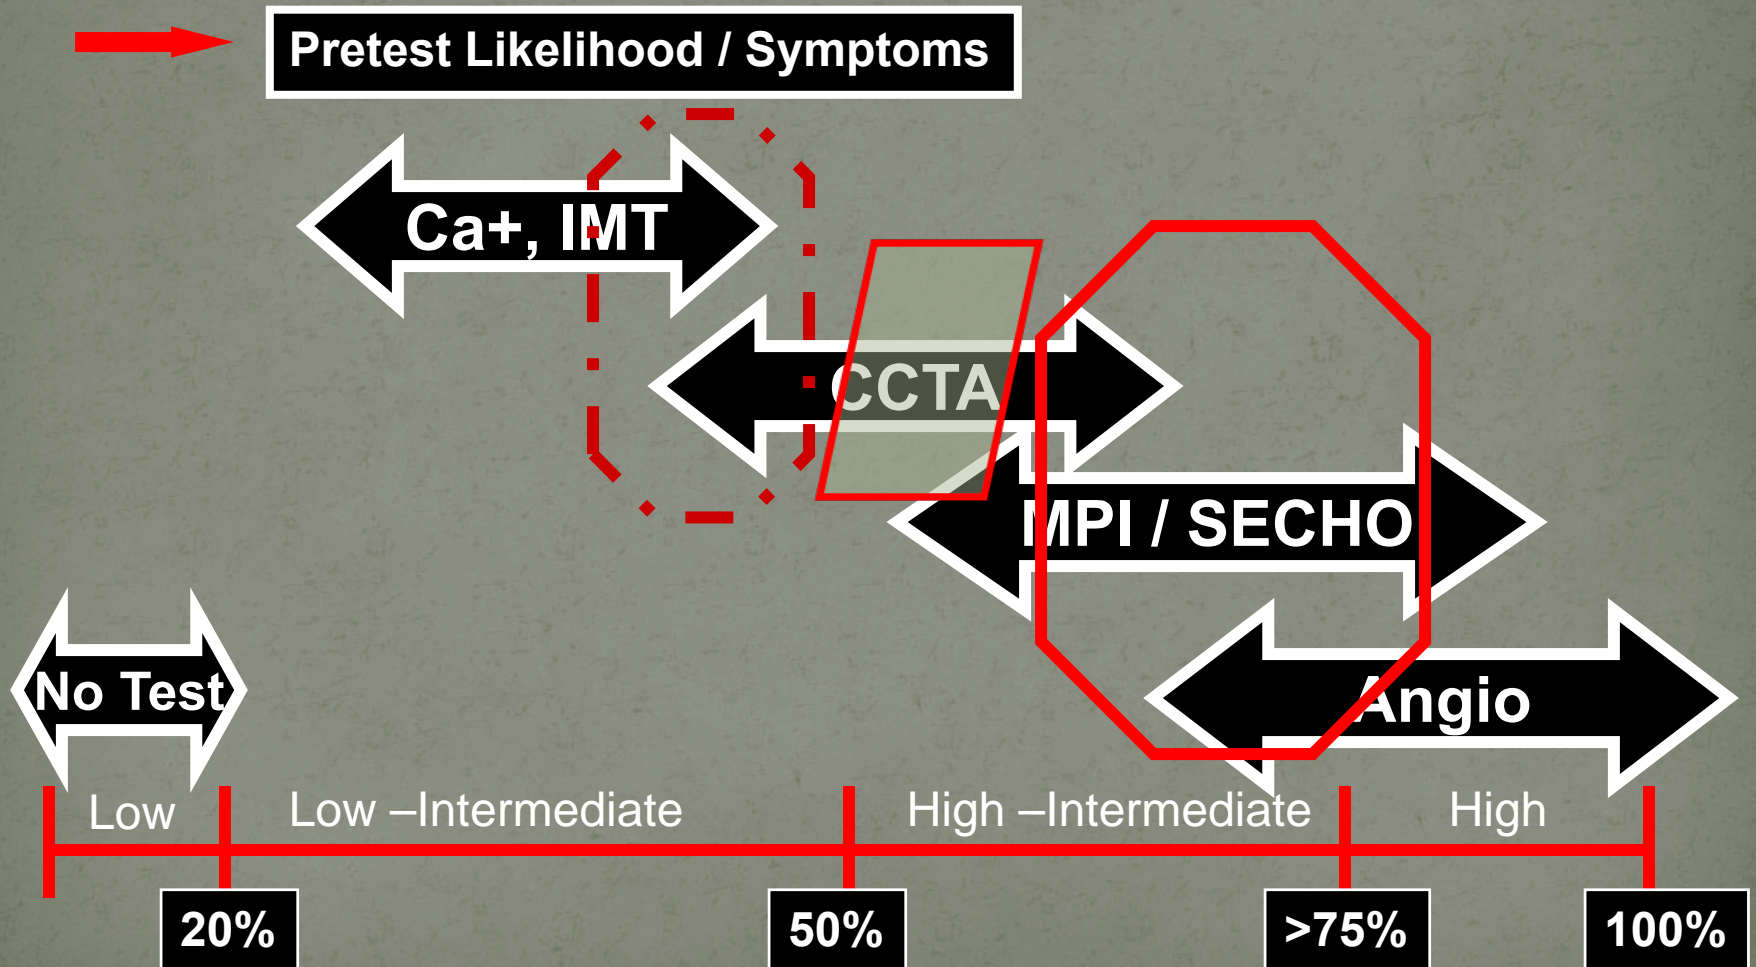 Pretest Likelihood / Symptoms
Ca+, IMT
CCTA
MPI / SECHO
No Test
Angio
Low
Low –Intermediate
High –Intermediate
High
20%
50%
>75%
100%